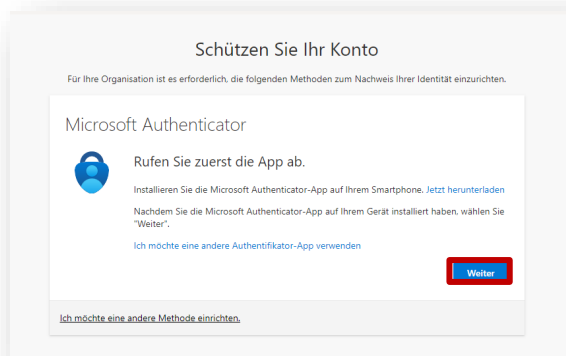 Schützen Sie Ihr Konto
Für Ihre Organisation ist es erforderlich, die folgenden Methoden zum Nachweis Ihrer Identität einzurichten.
Microsoft Authenticator
Rufen Sie zuerst die App ab.
Installieren Sie die Microsoft Authenticator-App auf Ihrem Smartphone. Jetzt herunterladen
Nachdem Sie die Microsoft Authenticator-App auf Ihrem Gerät installiert haben, wählen Sie
"Weiter".
Ich möchte eine andere Authentifikator-App verwenden
Weiter
Ich möchte eine andere Methode einrichten.